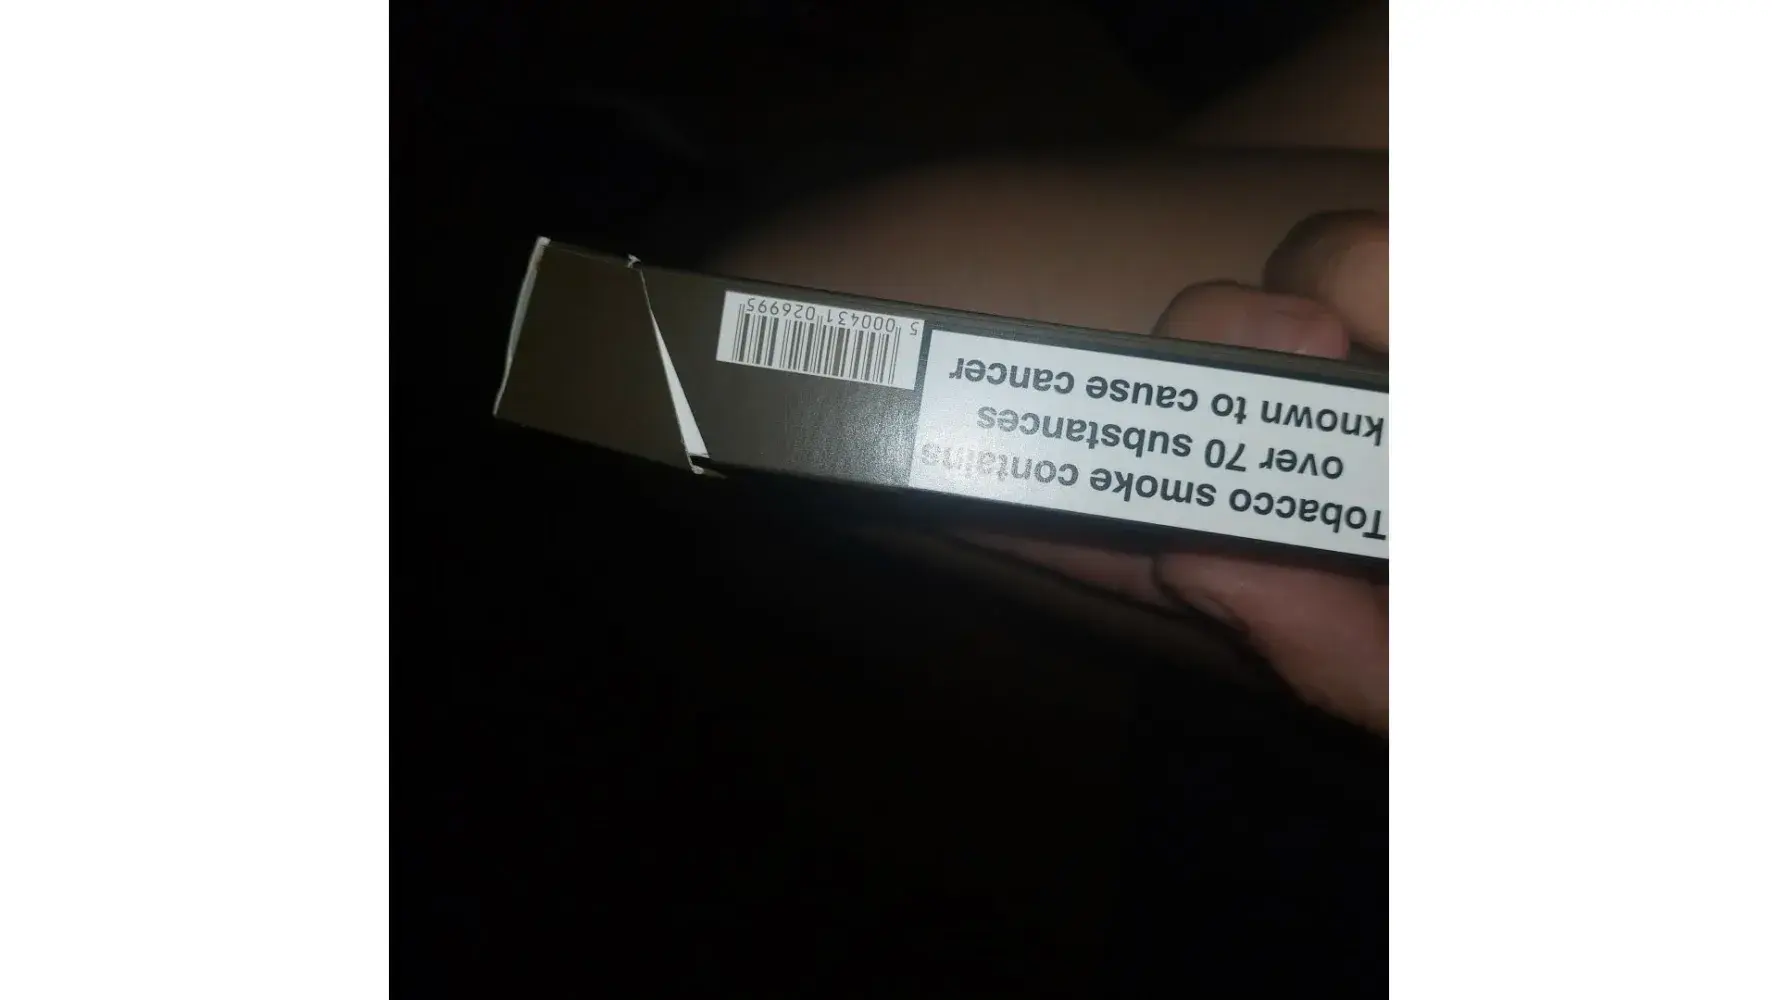 Tobacco smoke contains
over 70 substances
known to cause cancer
5 000431 026995